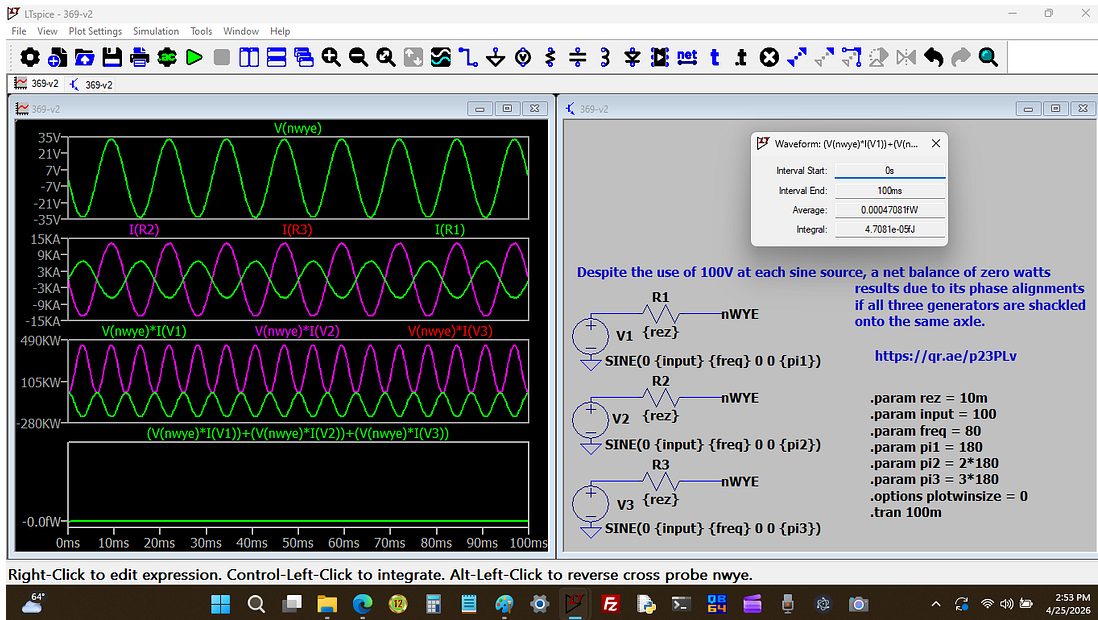 LTspice - 369-v2
File View Plot Settings Simulation Tools Window Help
.ac
net t t
369-v2 369-v2
369-v2
V(nwye)
35V
21V
7V
-7V
-21V
-35V
I(R2) I(R3) I(R1)
15KA
9KA
3KA
-3KA
-9KA
-15KA
V(nwye)*I(V1) V(nwye)*I(V2) V(nwye)*I(V3)
490KW
105KW
-280KW
(V(nwye)*I(V1))+(V(nwye)*I(V2))+(V(nwye)*I(V3))
-0.0fW
0ms 10ms 20ms 30ms 40ms 50ms 60ms 70ms 80ms 90ms 100ms
369-v2
Waveform: (V(nwye)*I(V1))+(V(n...
Interval Start: 0s
Interval End: 100ms
Average: 0.00047081fW
Integral: 4.7081e-05fJ
Despite the use of 100V at each sine source, a net balance of zero watts
results due to its phase alignments
if all three generators are shackled
onto the same axle.
https://qr.ae/p23PLv
R1
nWYE
V1 {rez}
SINE(0 {input} {freq} 0 0 {pi1})
R2
nWYE
V2 {rez}
SINE(0 {input} {freq} 0 0 {pi2})
R3
nWYE
V3 {rez}
SINE(0 {input} {freq} 0 0 {pi3})
.param rez = 10m
.param input = 100
.param freq = 80
.param pi1 = 180
.param pi2 = 2*180
.param pi3 = 3*180
.options plotwinsize = 0
.tran 100m
Right-Click to edit expression. Control-Left-Click to integrate. Alt-Left-Click to reverse cross probe nwye.
64°
12
QB
64
2:53 PM
4/25/2026